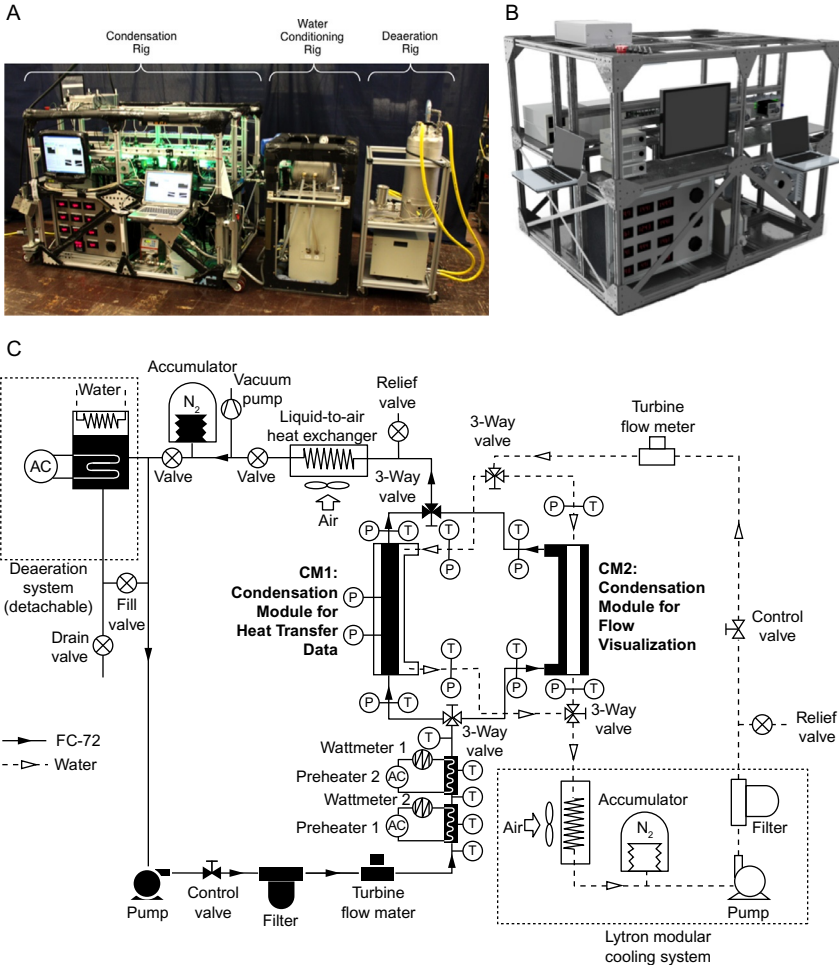 A
B
Condensation
Rig
Water
Conditioning
Rig
Deaeration
Rig
C
Water
AC
Deaeration
system
(detachable)
Drain
valve
Fill
valve
Valve
Accumulator
N2
Vacuum
pump
Valve
Liquid-to-air
heat exchanger
Air
Relief
valve
3-Way
valve
3-Way
valve
Turbine
flow meter
P
T
T
P
T
P
P
T
CM1:
Condensation
Module for
Heat Transfer
Data
P
P
CM2:
Condensation
Module for
Flow
Visualization
Control
valve
T
P
T
P
P
T
P
T
3-Way
valve
3-Way
valve
Relief
valve
FC-72
Water
T
Wattmeter 1
Preheater 2
AC
T
Wattmeter 2
T
Preheater 1
AC
T
T
Pump
Control
valve
Filter
Turbine
flow mater
Air
Accumulator
N2
Filter
Pump
Lytron modular
cooling system